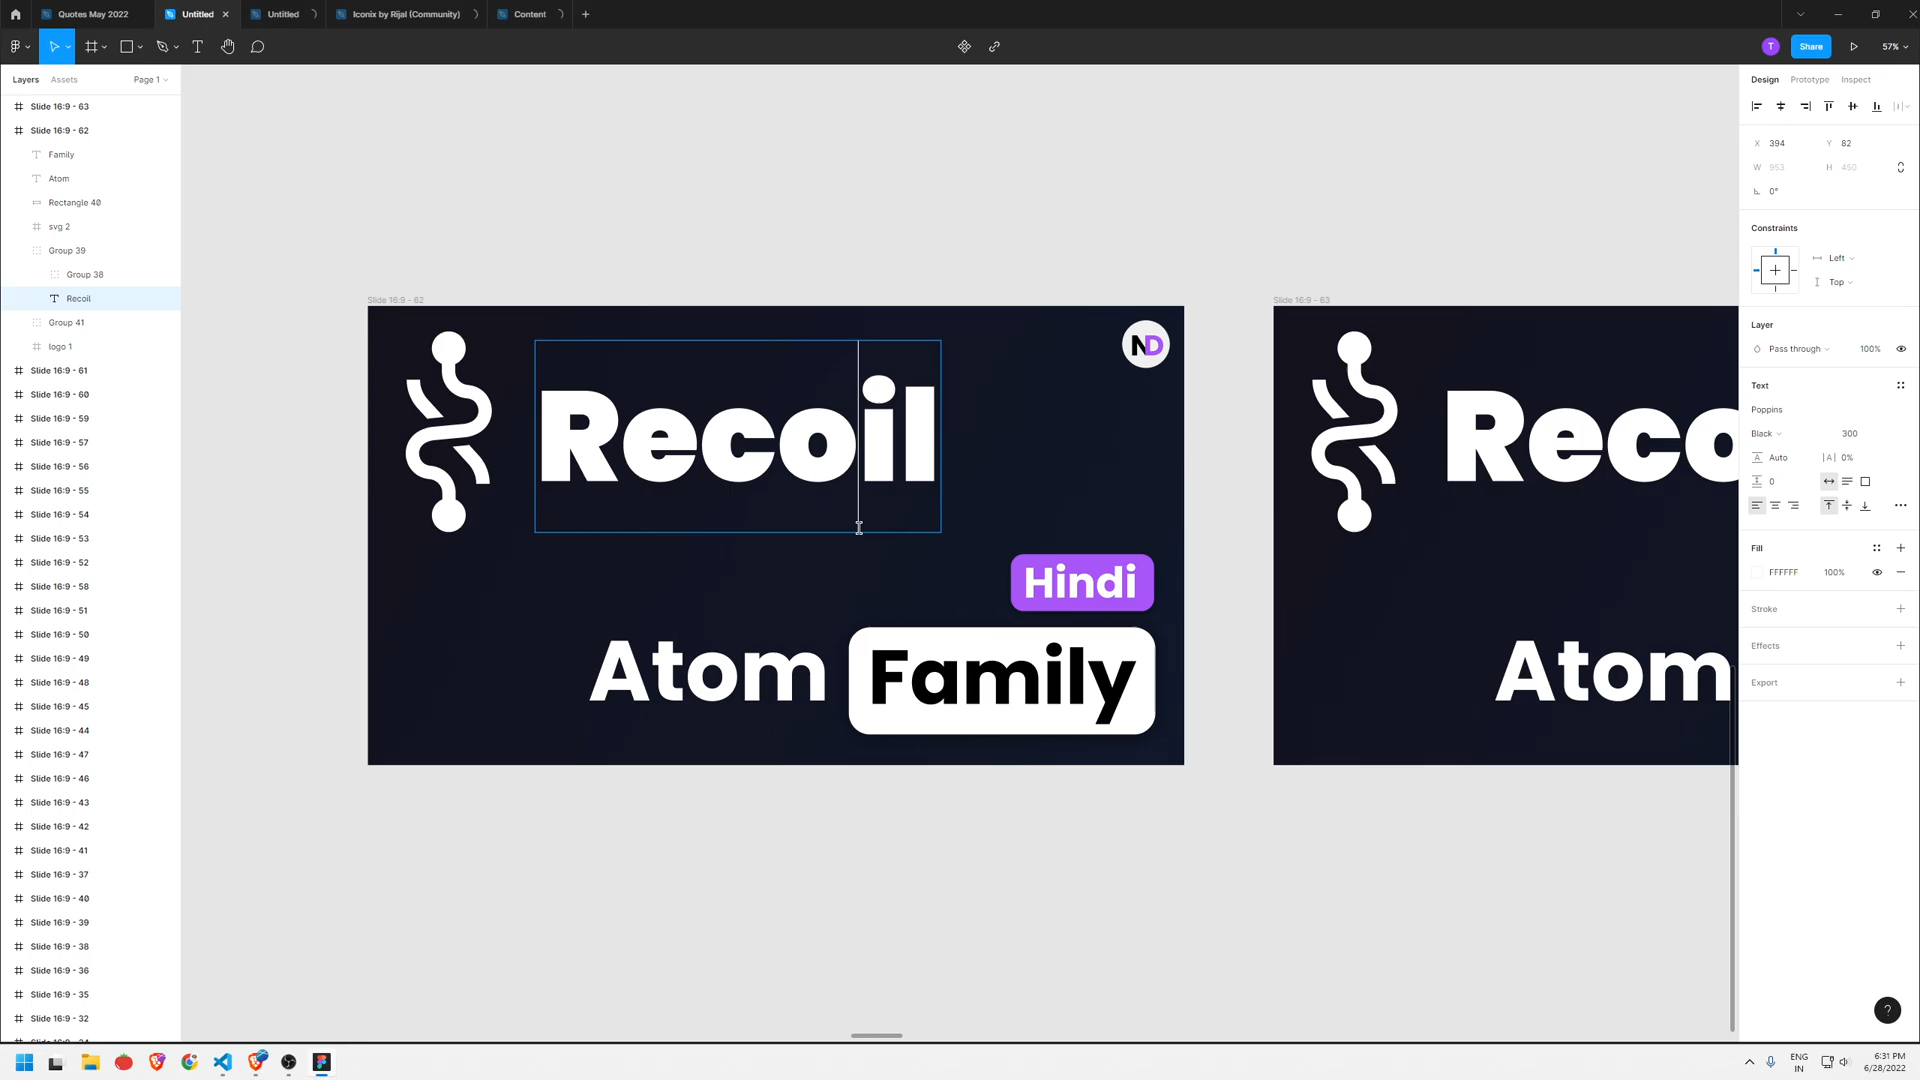 Quotes May 2022
Untitled
Untitled
Iconix by Rijal (Community)
Content
T
Share
57%
Layers
Assets
Page 1
Slide 16:9 - 63
Slide 16:9 - 62
Family
Atom
Rectangle 40
svg 2
Group 39
Group 38
Recoil
Group 41
logo 1
Slide 16:9 - 61
Slide 16:9 - 60
Slide 16:9 - 59
Slide 16:9 - 57
Slide 16:9 - 56
Slide 16:9 - 55
Slide 16:9 - 54
Slide 16:9 - 53
Slide 16:9 - 52
Slide 16:9 - 58
Slide 16:9 - 51
Slide 16:9 - 50
Slide 16:9 - 49
Slide 16:9 - 48
Slide 16:9 - 45
Slide 16:9 - 44
Slide 16:9 - 47
Slide 16:9 - 46
Slide 16:9 - 43
Slide 16:9 - 42
Slide 16:9 - 41
Slide 16:9 - 37
Slide 16:9 - 40
Slide 16:9 - 39
Slide 16:9 - 38
Slide 16:9 - 36
Slide 16:9 - 35
Slide 16:9 - 32
Slide 16:9 - 62
Recoil
ND
Hindi
Atom Family
Slide 16:9 - 63
Reco
Atom
Design
Prototype
Inspect
X 394 Y 82
W 953 H 450
0°
Constraints
Left
Top
Layer
Pass through 100%
Text
Poppins
Black 300
A Auto |A| 0%
0
Fill
FFFFFF 100%
Stroke
Effects
Export
?
ENG
IN
6:31 PM
6/28/2022